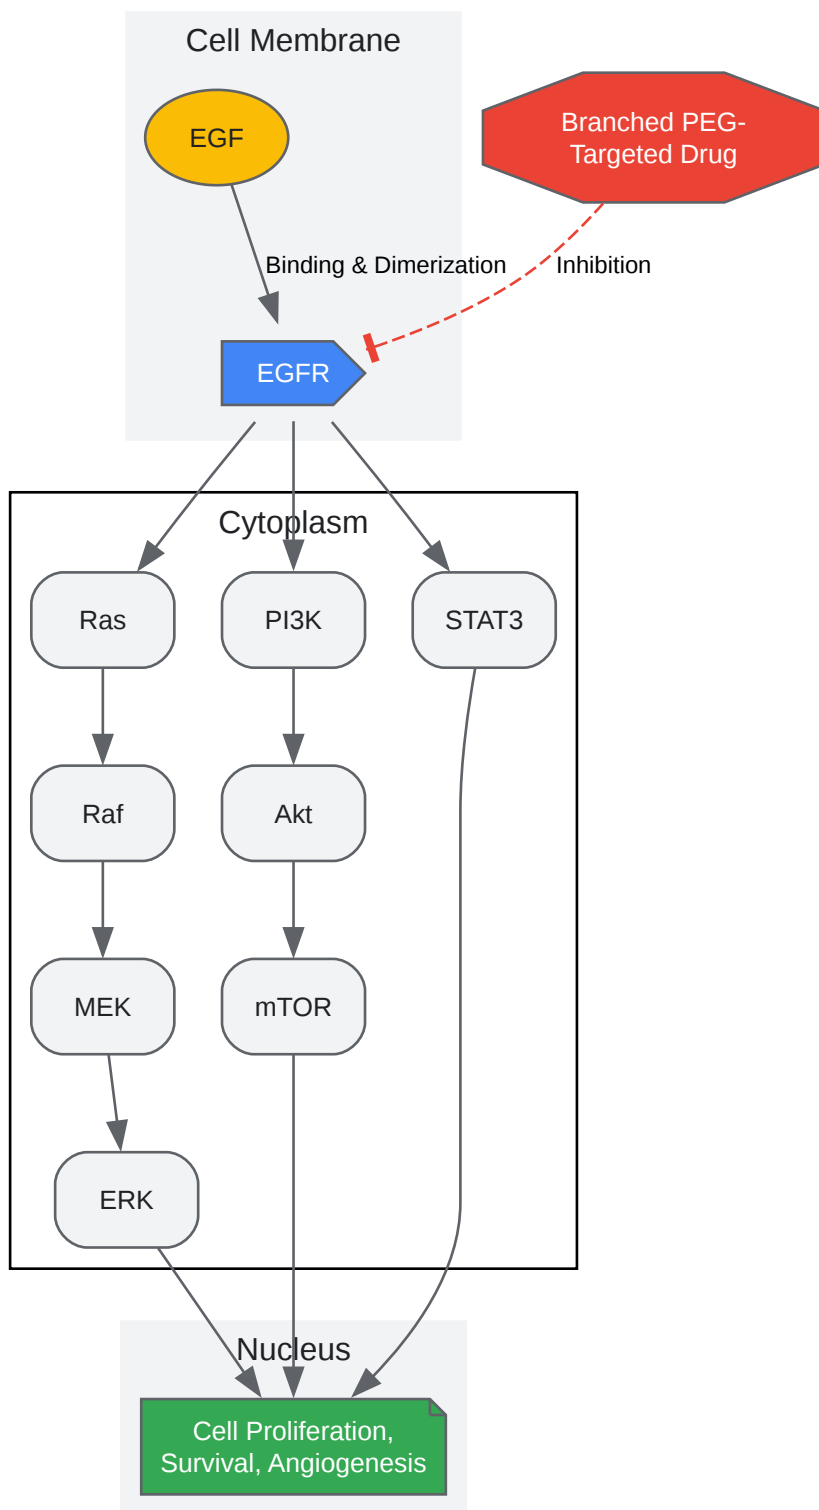 Cell Membrane
EGF
Branched PEG-
Targeted Drug
Binding & Dimerization
Inhibition
EGFR
Cytoplasm
Ras
PI3K
STAT3
Raf
Akt
MEK
mTOR
ERK
Nucleus
Cell Proliferation,
Survival, Angiogenesis